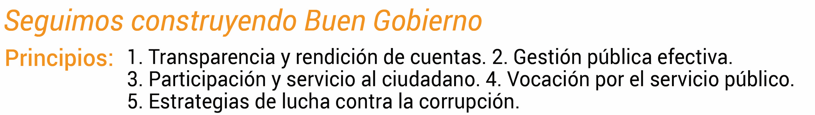 Seguimos construyendo Buen Gobierno
Principios: 1. Transparencia y rendición de cuentas. 2. Gestión pública efectiva.
3. Participación y servicio al ciudadano. 4. Vocación por el servicio público.
5. Estrategias de lucha contra la corrupción.